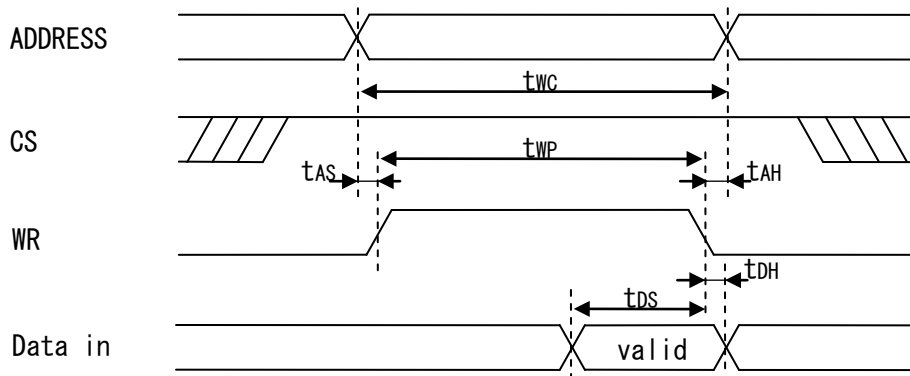 ADDRESS
tWC
CS
tWP
tAS
tAH
WR
tDH
tDS
Data in
valid